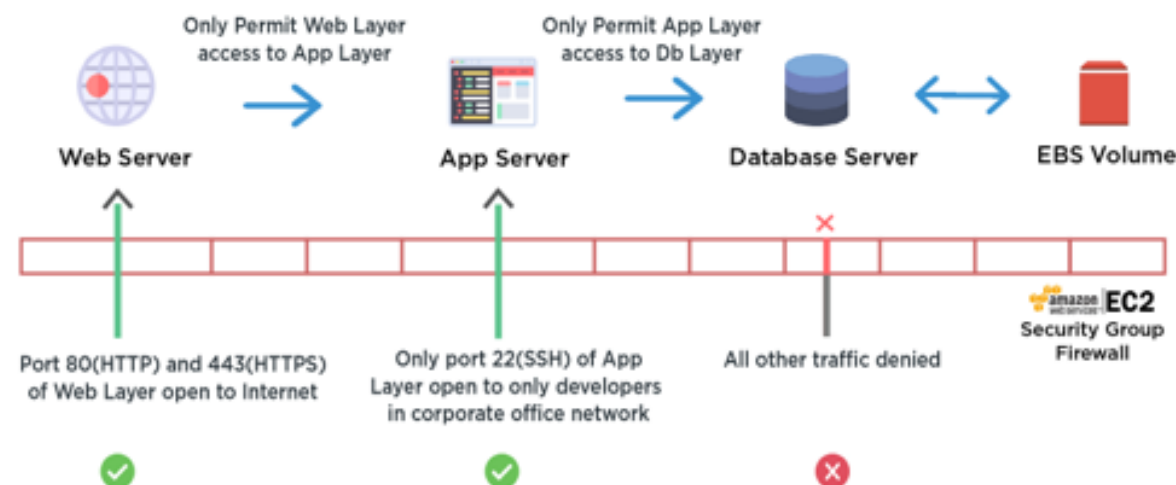 Only Permit Web Layer
access to App Layer
Only Permit App Layer
access to Db Layer
Web Server
App Server
Database Server
EBS Volume
Port 80(HTTP) and 443(HTTPS)
of Web Layer open to Internet
Only port 22(SSH) of App
Layer open to only developers
in corporate office network
All other traffic denied
amazon
web services
EC2
Security Group
Firewall